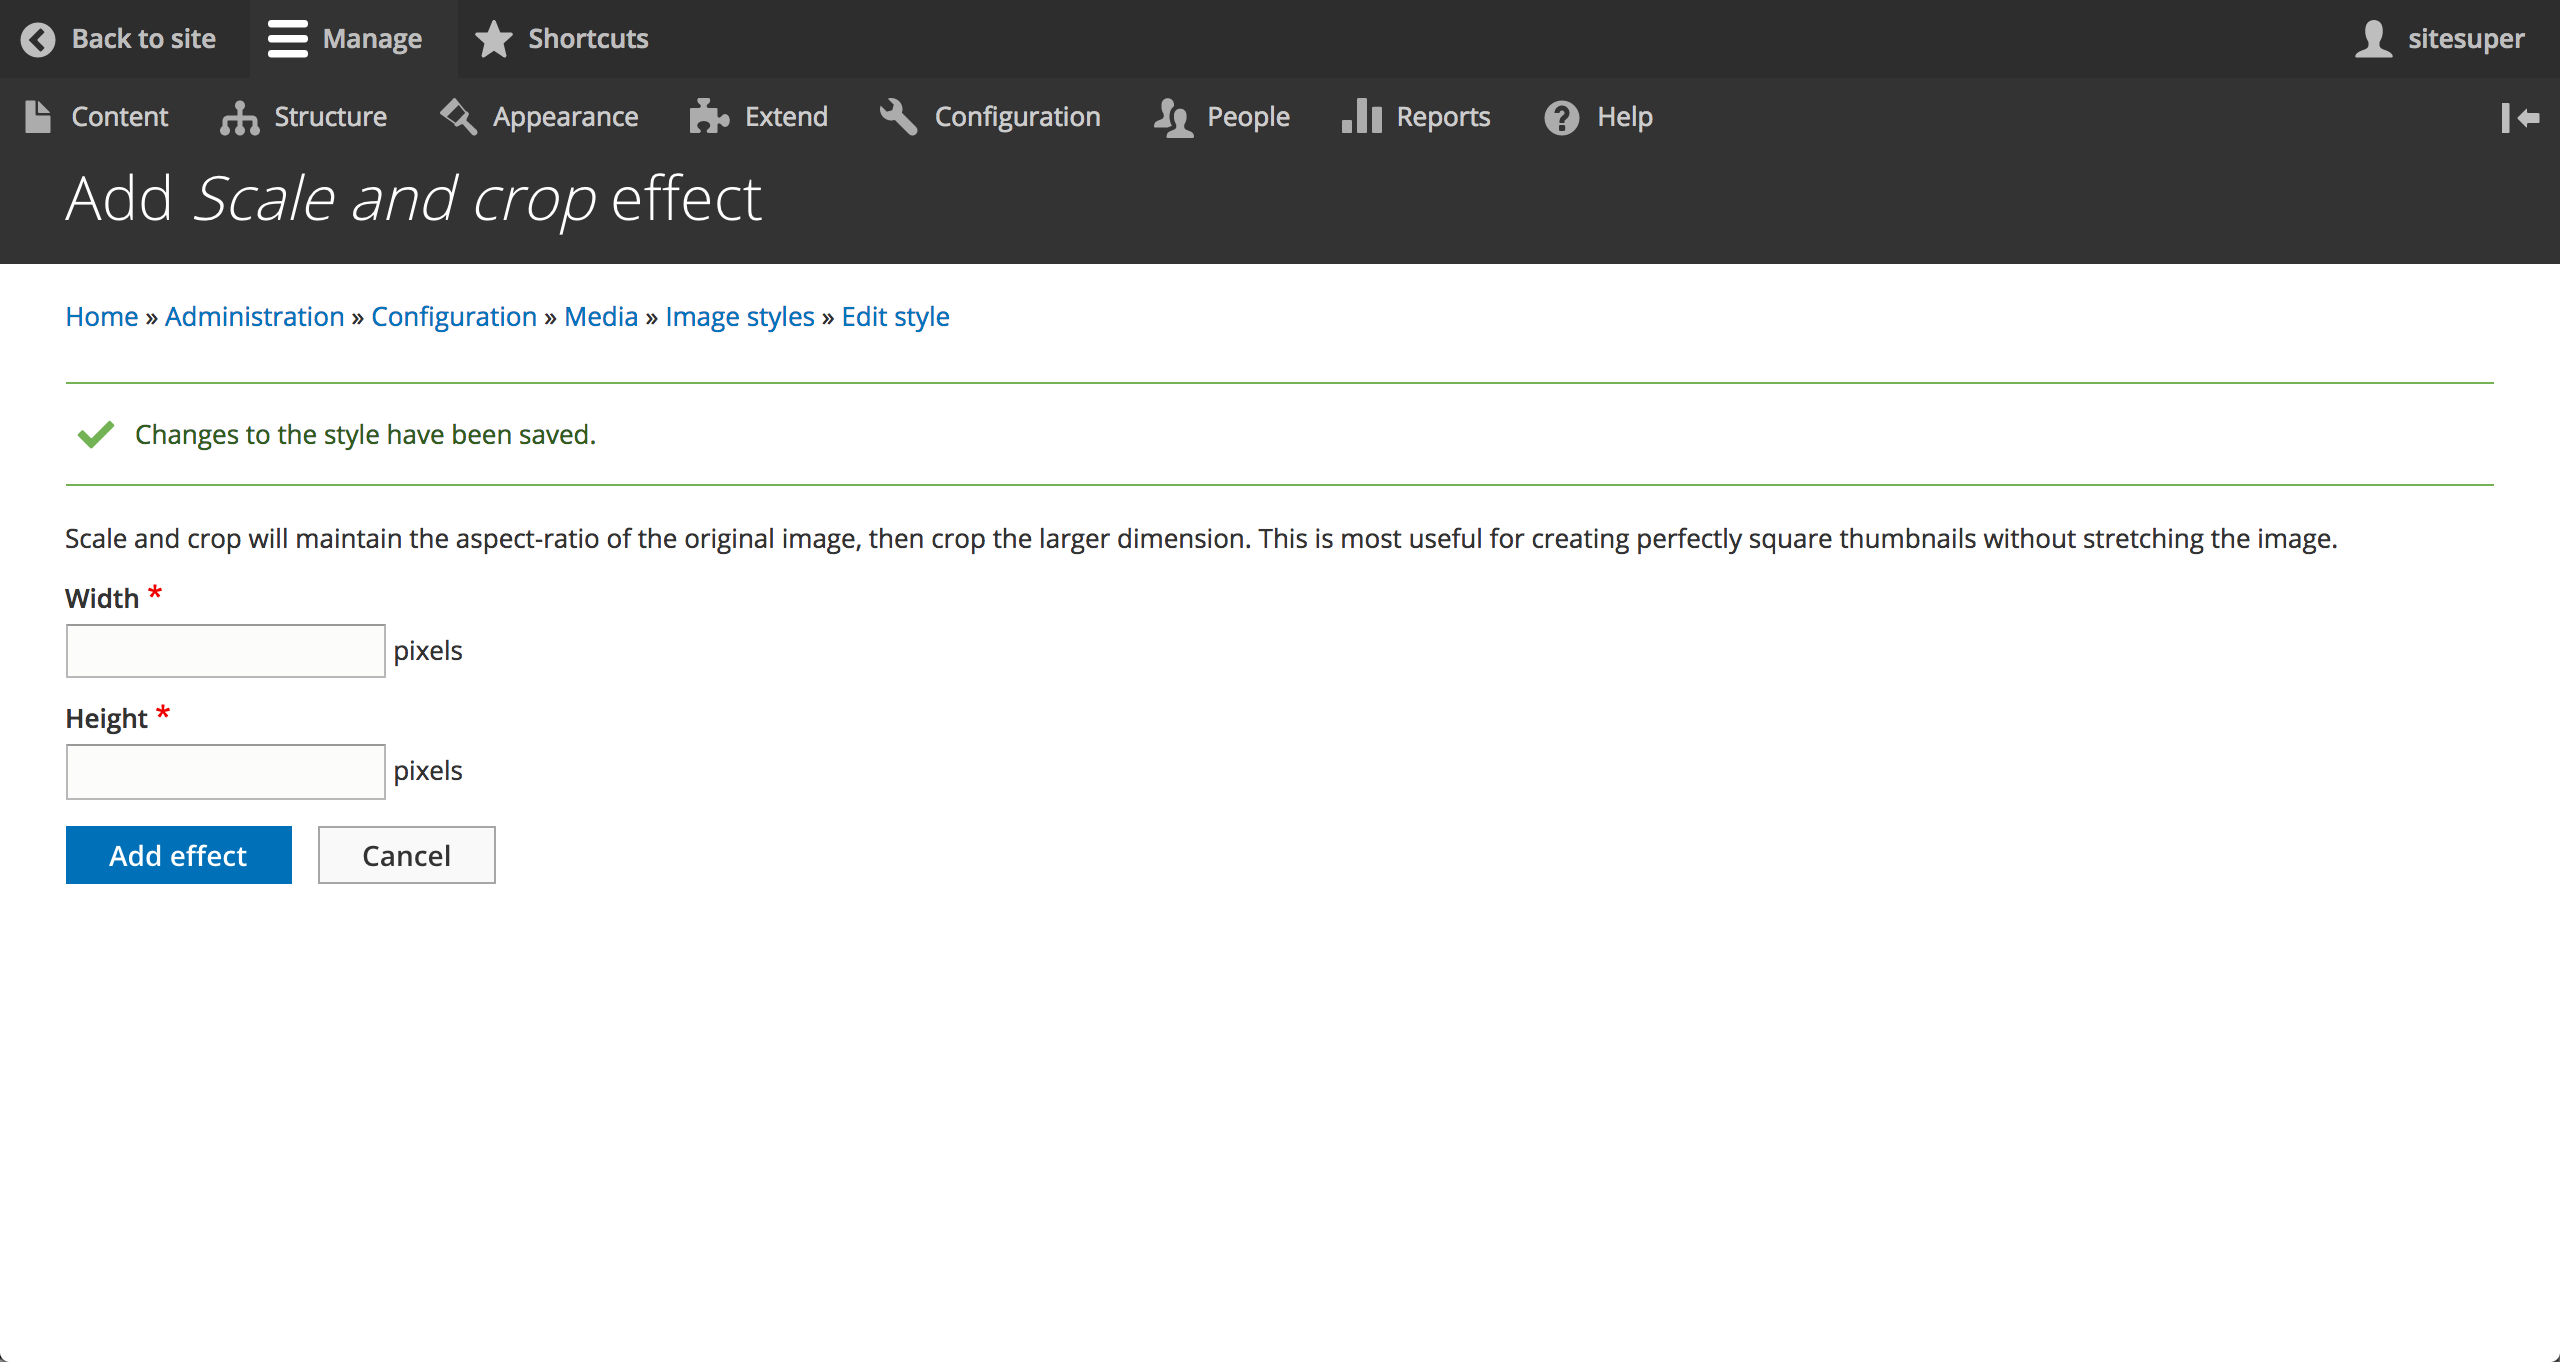 Back to site Manage Shortcuts sitesuper
Content Structure Appearance Extend Configuration People Reports Help
Add Scale and crop effect
Home » Administration » Configuration » Media » Image styles » Edit style
Changes to the style have been saved.
Scale and crop will maintain the aspect-ratio of the original image, then crop the larger dimension. This is most useful for creating perfectly square thumbnails without stretching the image.
Width *
pixels
Height *
pixels
Add effect Cancel